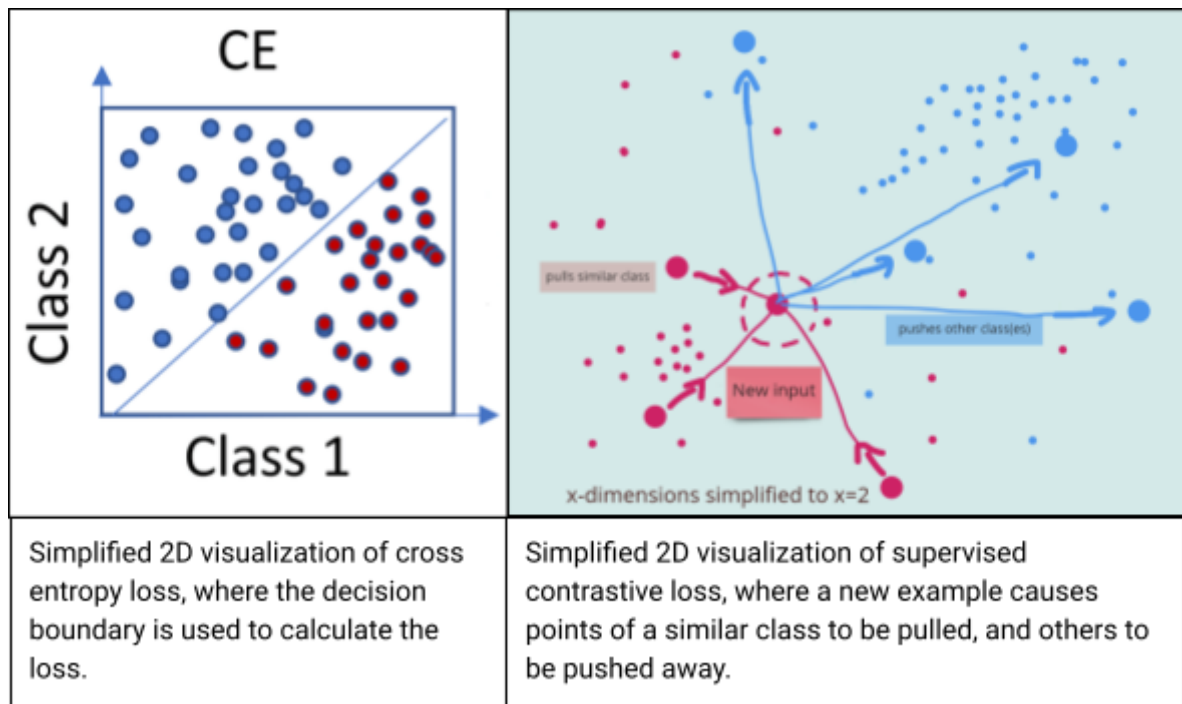 CE
Class 2
Class 1
pulls similar class
pushes other class(es)
New input
x-dimensions simplified to x=2
Simplified 2D visualization of cross
entropy loss, where the decision
boundary is used to calculate the
loss.
Simplified 2D visualization of supervised
contrastive loss, where a new example causes
points of a similar class to be pulled, and others to
be pushed away.